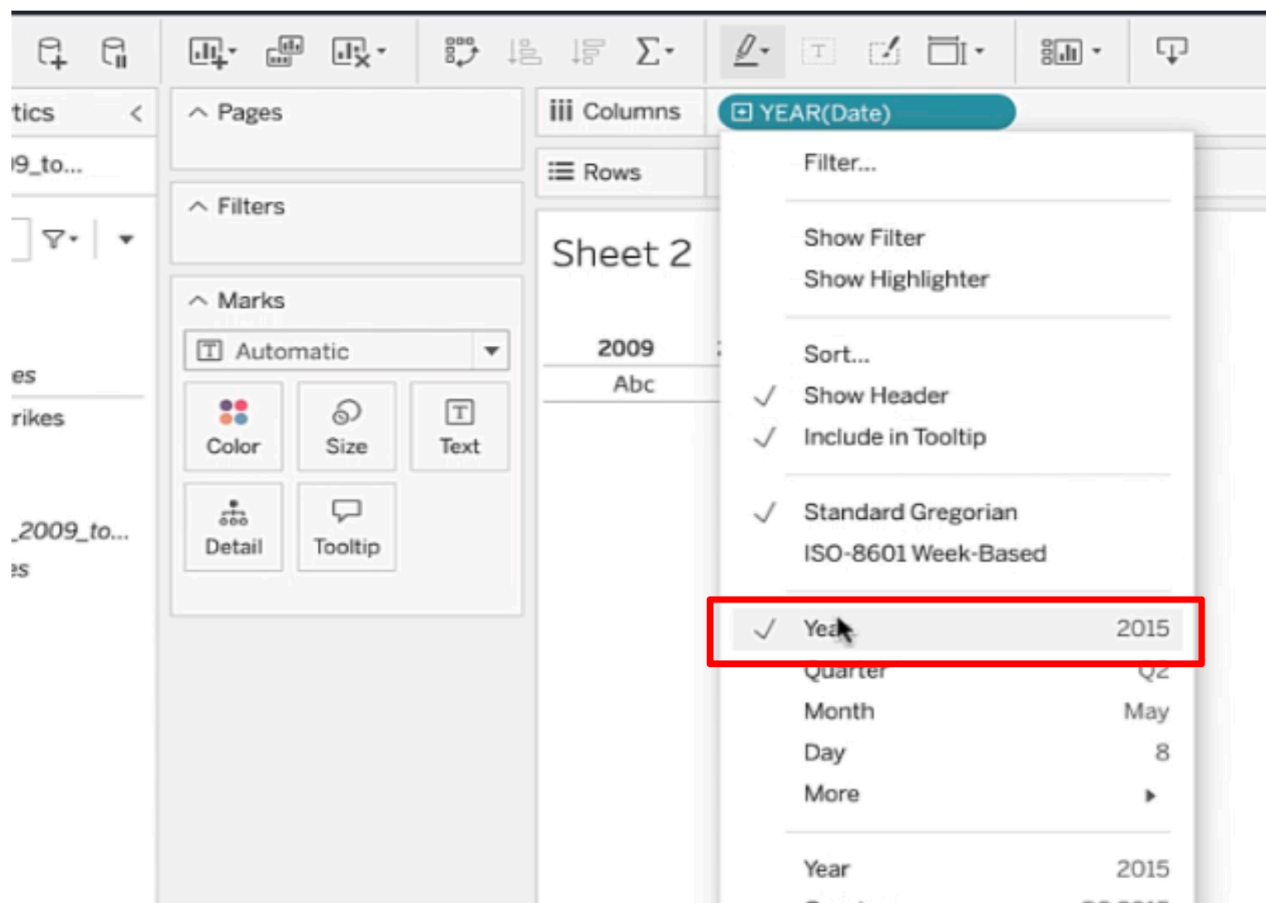 tics
Pages
Columns
YEAR(Date)
9_to...
Rows
Filter...
Filters
Show Filter
Sheet 2
Show Highlighter
Marks
Automatic
2009
Sort...
es
Abc
Show Header
rikes
Color
Size
Text
Include in Tooltip
Standard Gregorian
_2009_to...
Detail
Tooltip
ISO-8601 Week-Based
es
Year 2015
Quarter Q2
Month May
Day 8
More
Year 2015